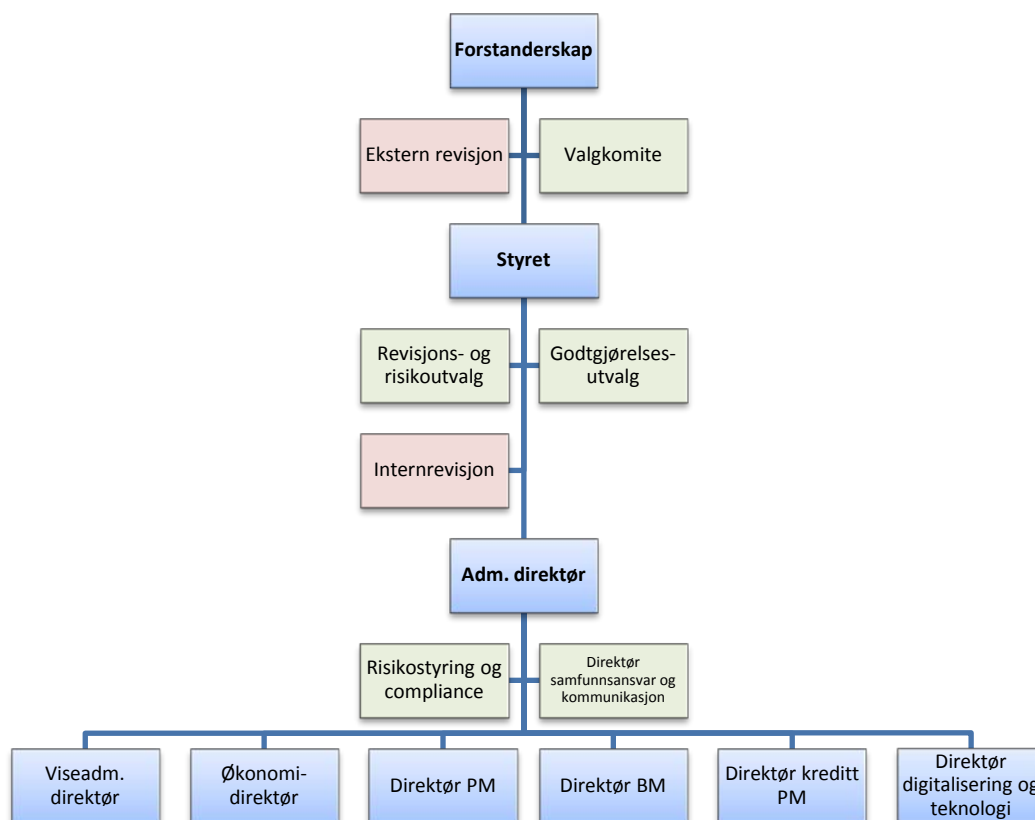 Forstanderskap
Ekstern revisjon
Valgkomite
Styret
Revisjons- og
risikoutvalg
Godtgjørelses-
utvalg
Internrevisjon
Adm. direktør
Risikostyring og
compliance
Direktør
samfunnsansvar og
kommunikasjon
Viseadm.
direktør
Økonomi-
direktør
Direktør PM
Direktør BM
Direktør kreditt
PM
Direktør
digitalisering og
teknologi